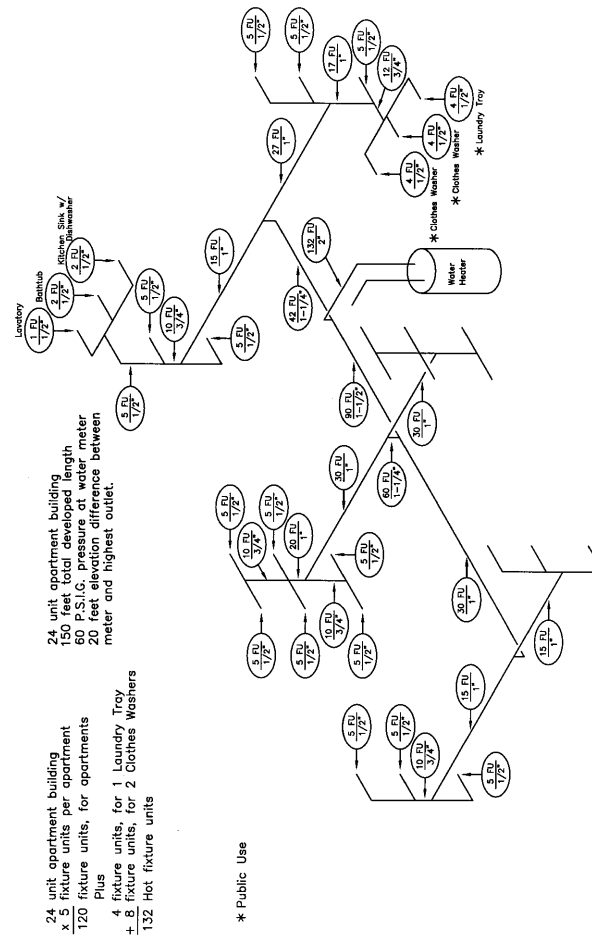 24 unit apartment building
x 5 fixture units per apartment
120 fixture units, for apartments
Plus
4 fixture units, for 1 Laundry Tray
+ 8 fixture units, for 2 Clothes Washers
132 Hot fixture units
* Public Use
24 unit apartment building
150 feet total developed length
60 P.S.I.G. pressure at water meter
20 feet elevation difference between
meter and highest outlet.
Lavatory
1 FU
1/2"
Bathtub
2 FU
1/2"
Kitchen Sink w/
Dishwasher
2 FU
1/2"
5 FU
1/2"
5 FU
1/2"
10 FU
3/4"
5 FU
1/2"
15 FU
1"
27 FU
1"
5 FU
1/2"
5 FU
1/2"
17 FU
1"
5 FU
1/2"
12 FU
3/4"
4 FU
1/2"
* Laundry Tray
4 FU
1/2"
* Clothes Washer
4 FU
1/2"
* Clothes Washer
132 FU
2"
42 FU
1-1/4"
Water
Heater
90 FU
1-1/2"
30 FU
1"
60 FU
1-1/4"
30 FU
1"
5 FU
1/2"
10 FU
3/4"
5 FU
1/2"
20 FU
1"
5 FU
1/2"
10 FU
3/4"
5 FU
1/2"
5 FU
1/2"
5 FU
1/2"
30 FU
1"
15 FU
1"
15 FU
1"
5 FU
1/2"
5 FU
1/2"
10 FU
3/4"
5 FU
1/2"